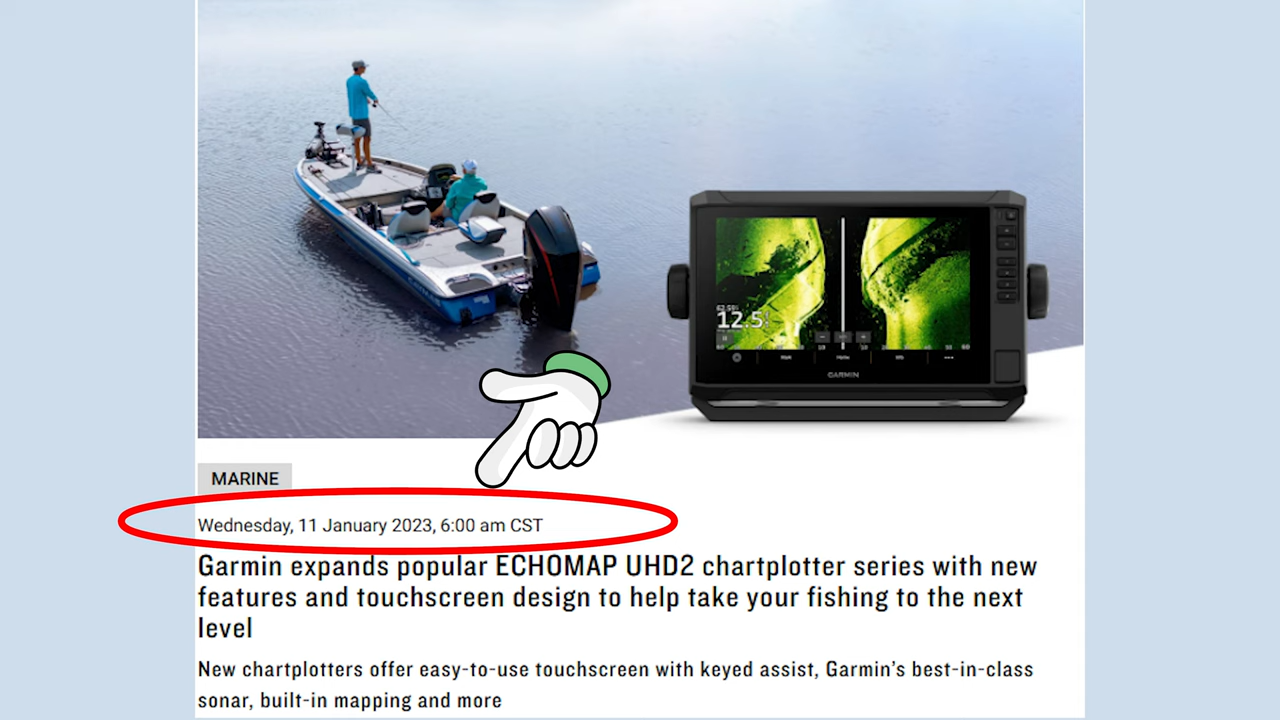 12.5
GARMIN
MARINE
Wednesday, 11 January 2023, 6:00 am CST
Garmin expands popular ECHOMAP UHD2 chartplotter series with new
features and touchscreen design to help take your fishing to the next
level
New chartplotters offer easy-to-use touchscreen with keyed assist, Garmin's best-in-class
sonar, built-in mapping and more